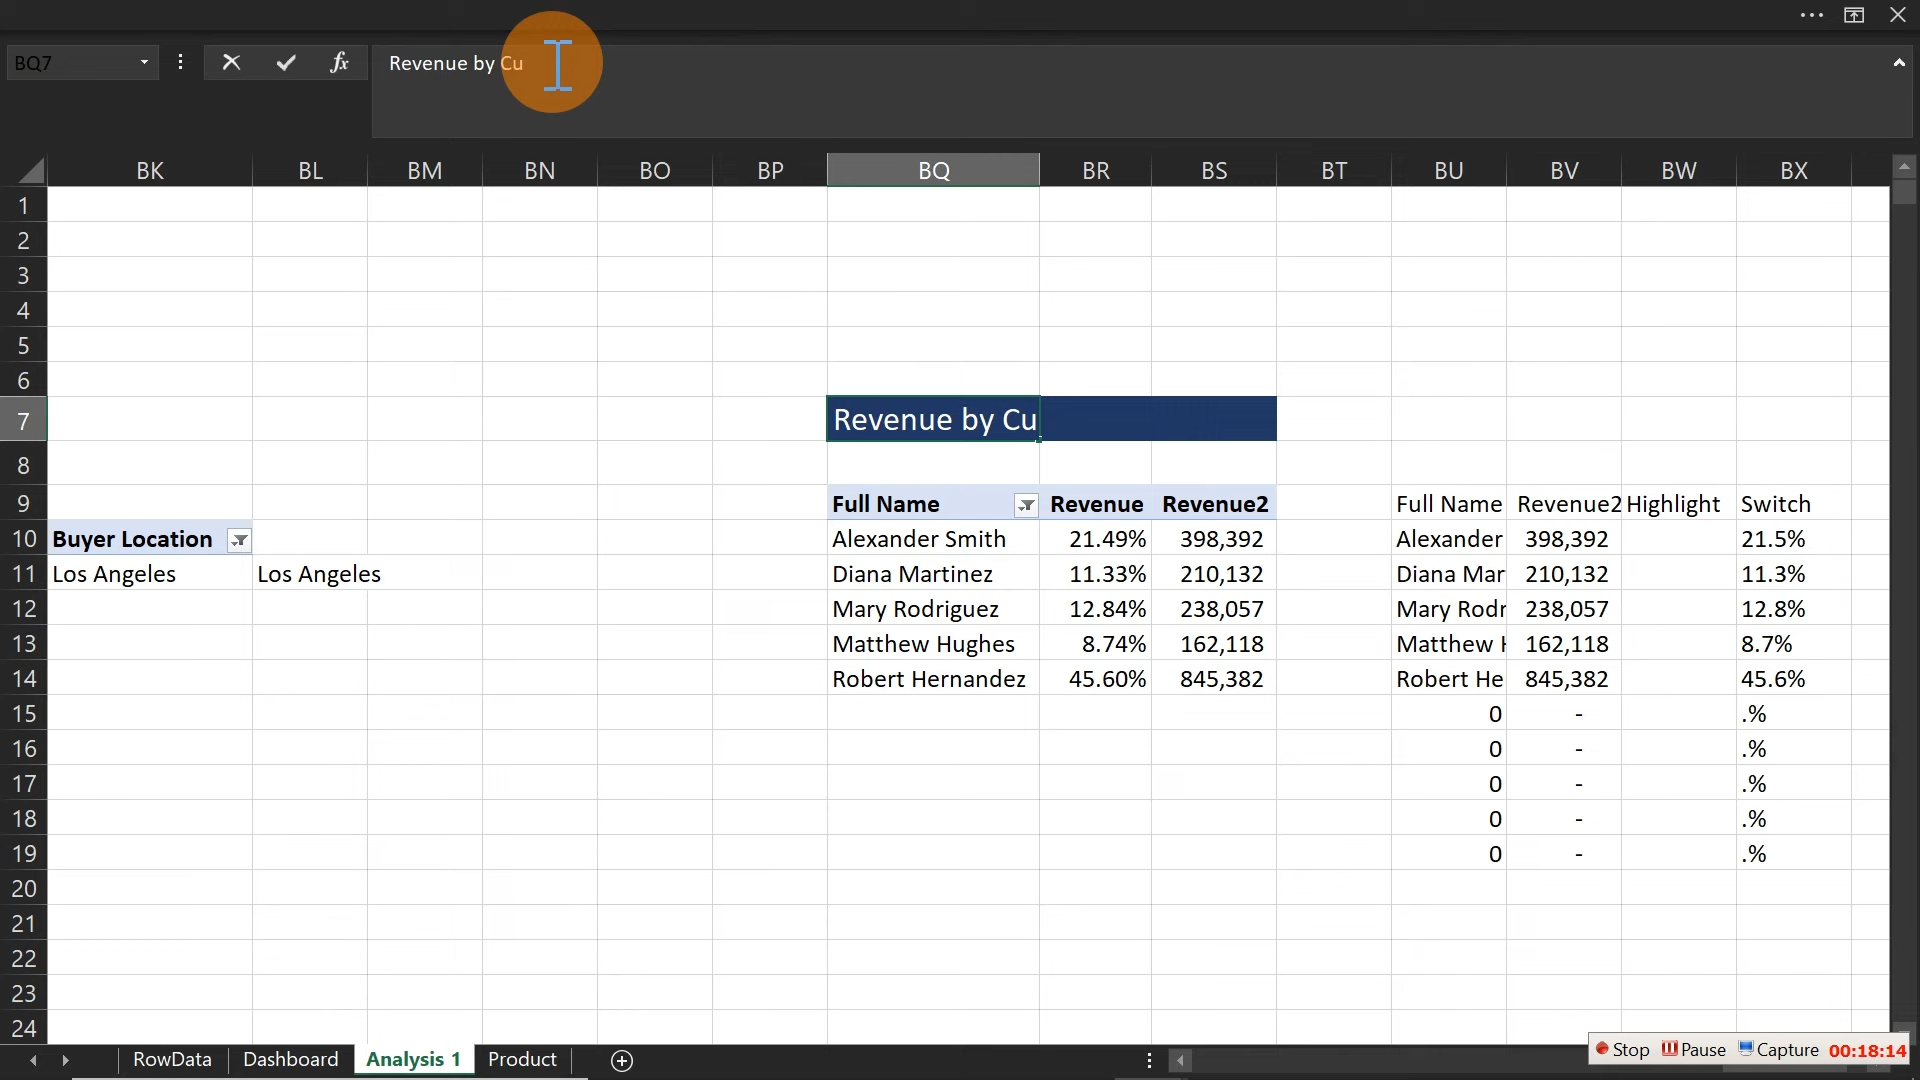 BQ7
fx
Revenue by Cu
BK BL BM BN BO BP BQ BR BS BT BU BV BW BX
1
2
3
4
5
6
7 Revenue by Cu
8
9 Full Name Revenue Revenue2 Full Name Revenue2 Highlight Switch
10 Buyer Location Alexander Smith 21.49% 398,392 Alexander 398,392 21.5%
11 Los Angeles Los Angeles Diana Martinez 11.33% 210,132 Diana Mar 210,132 11.3%
12 Mary Rodriguez 12.84% 238,057 Mary Rodr 238,057 12.8%
13 Matthew Hughes 8.74% 162,118 Matthew H 162,118 8.7%
14 Robert Hernandez 45.60% 845,382 Robert He 845,382 45.6%
15 0 - .%
16 0 - .%
17 0 - .%
18 0 - .%
19 0 - .%
20
21
22
23
24
RowData Dashboard Analysis 1 Product
Stop Pause Capture 00:18:14